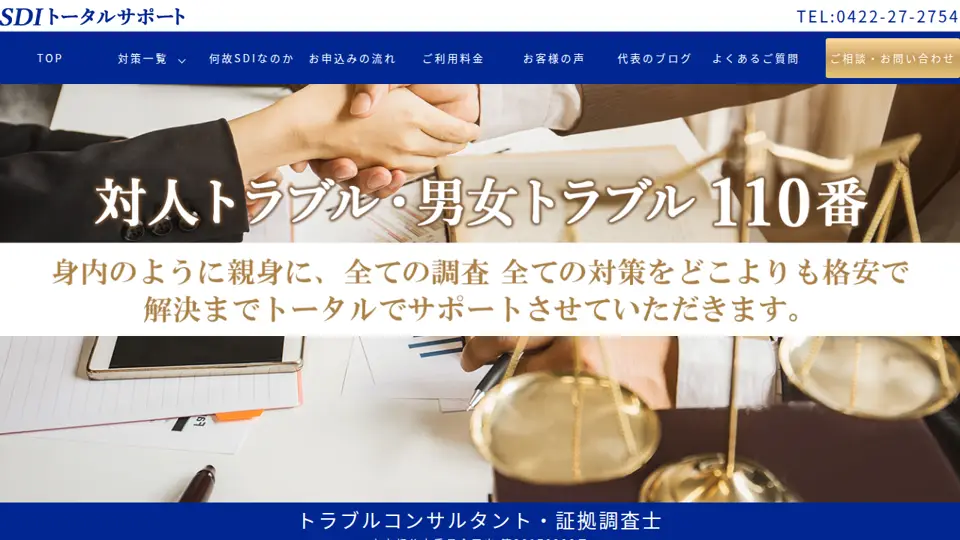 SDIトータルサポート
TEL:0422-27-2754
TOP
対策一覧
何故SDIなのか
お申込みの流れ
ご利用料金
お客様の声
代表のブログ
よくあるご質問
ご相談・お問い合わせ
対人トラブル・男女トラブル 110番
身内のように親身に、全ての調査 全ての対策をどこよりも格安で
解決までトータルでサポートさせていただきます。
トラブルコンサルタント・証拠調査士